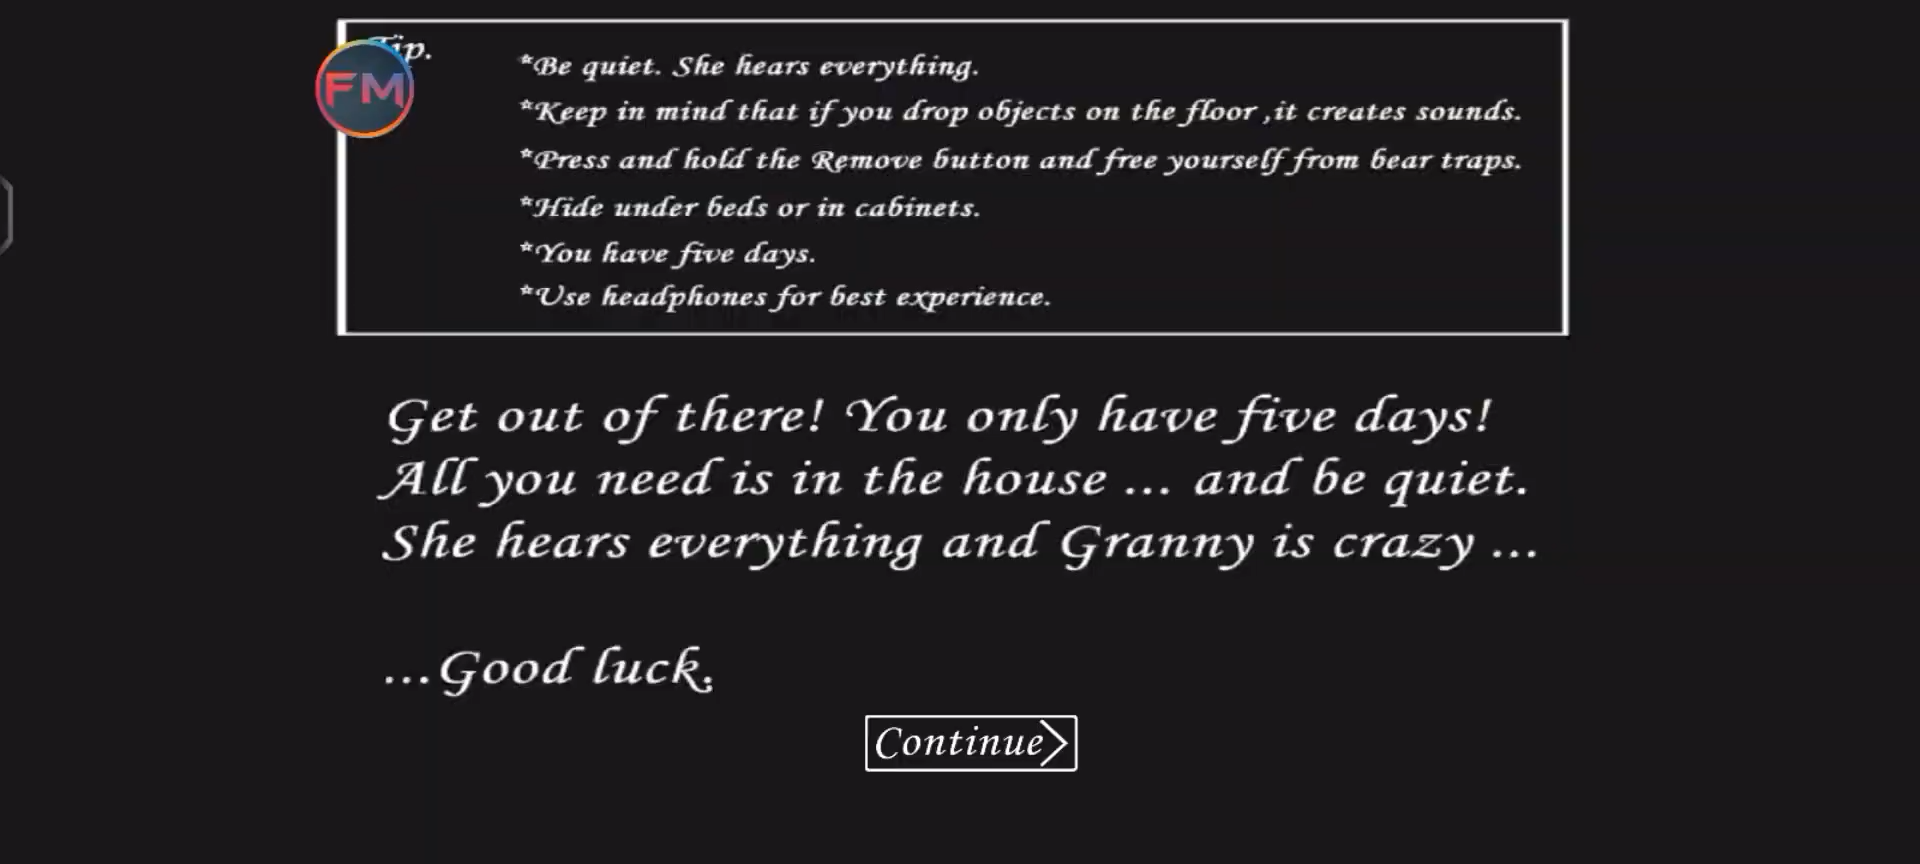 Tip.
FM
*Be quiet. She hears everything.
*Keep in mind that if you drop objects on the floor ,it creates sounds.
*Press and hold the Remove button and free yourself from bear traps.
*Hide under beds or in cabinets.
*You have five days.
*Use headphones for best experience.
Get out of there! You only have five days!
All you need is in the house ... and be quiet.
She hears everything and Granny is crazy ...
...Good luck.
Continue>